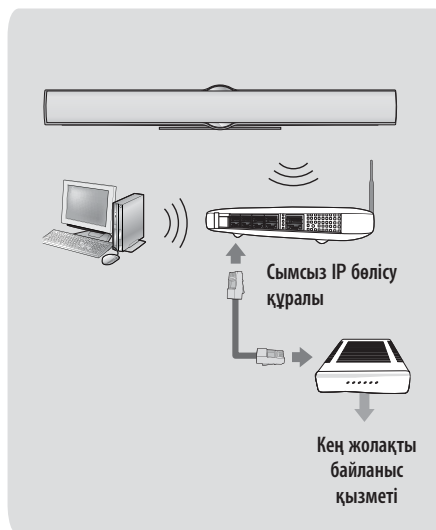 Сымсыз IP бөлісу
құралы
Кең жолақты
байланыс
қызметі